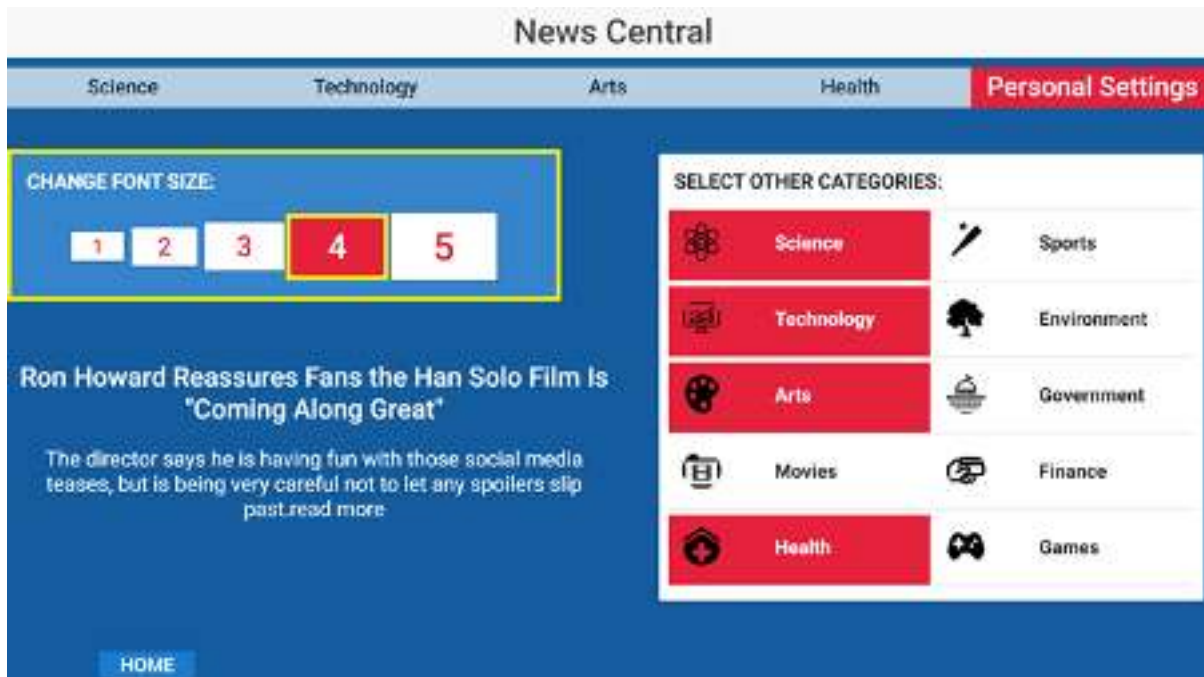 News Central
Science Technology Arts Health Personal Settings
CHANGE FONT SIZE:
1 2 3 4 5
Ron Howard Reassures Fans the Han Solo Film Is
"Coming Along Great"
The director says he is having fun with those social media
teases, but is being very careful not to let any spoilers slip
past.read more
HOME
SELECT OTHER CATEGORIES:
Science Sports
Technology Environment
Arts Government
Movies Finance
Health Games